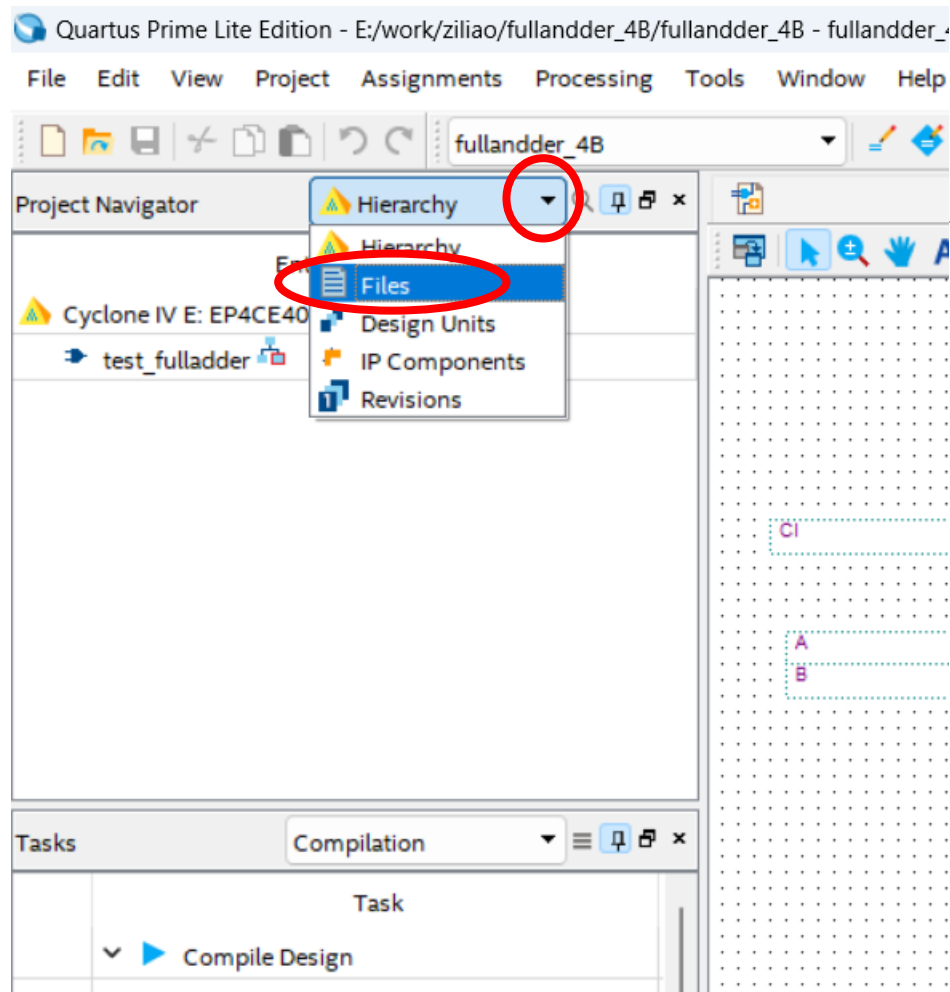 Quartus Prime Lite Edition - E:/work/ziliao/fullandder_4B/fullandder_4B - fullandder_4
File Edit View Project Assignments Processing Tools Window Help
fullandder_4B
Project Navigator Hierarchy
Hierarchy
Files
Cyclone IV E: EP4CE40
Design Units
test_fulladder
IP Components
Revisions
CI
A
B
Tasks Compilation
Task
Compile Design